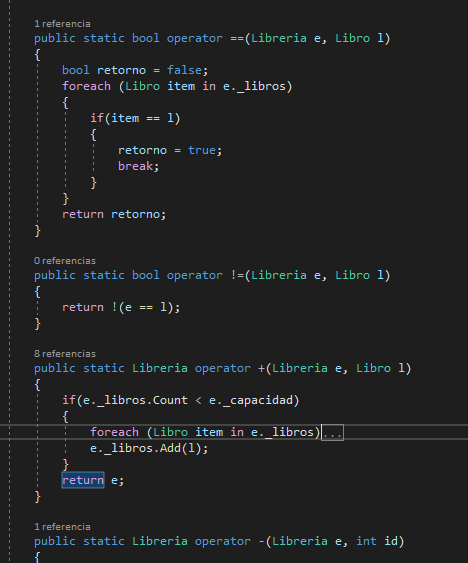 1 referencia
public static bool operator ==(Libreria e, Libro l)
{
bool retorno = false;
foreach (Libro item in e._libros)
{
if(item == l)
{
retorno = true;
break;
}
}
return retorno;
}
0 referencias
public static bool operator !=(Libreria e, Libro l)
{
return !(e == l);
}
8 referencias
public static Libreria operator +(Libreria e, Libro l)
{
if(e._libros.Count < e._capacidad)
{
foreach (Libro item in e._libros)...
e._libros.Add(l);
}
return e;
}
1 referencia
public static Libreria operator -(Libreria e, int id)
{